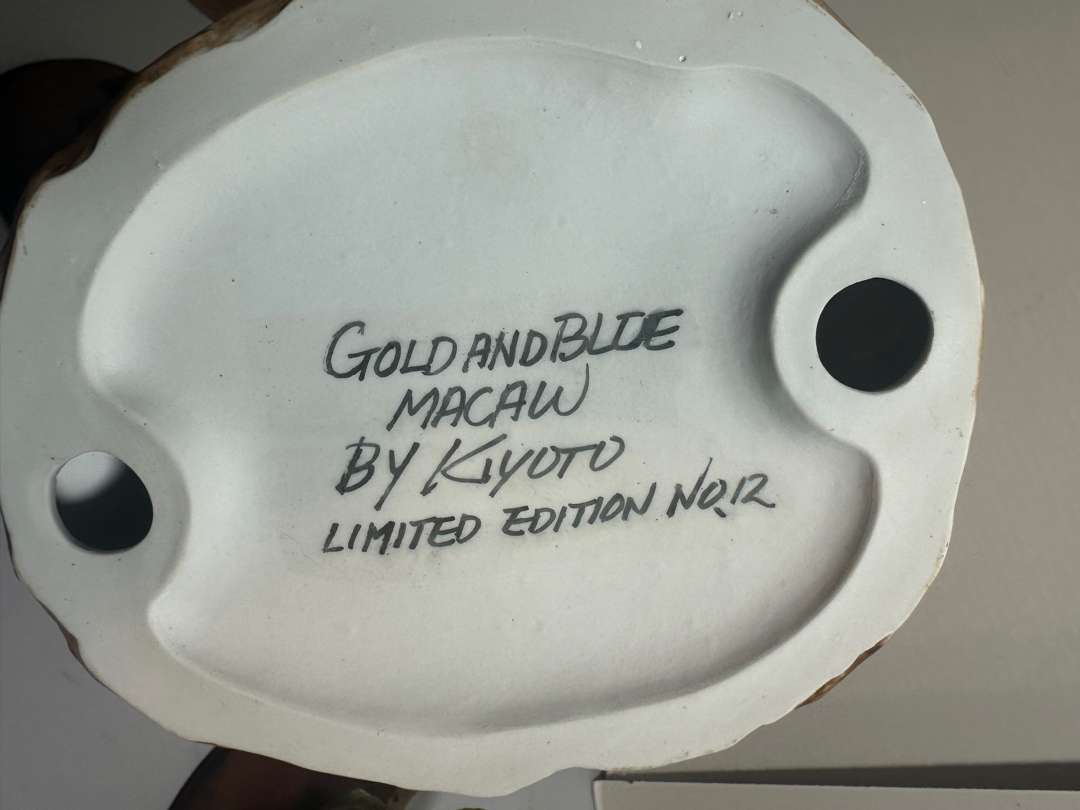 GOLD AND BLUE
MACAW
BY KIYOTO
LIMITED EDITION NO.12